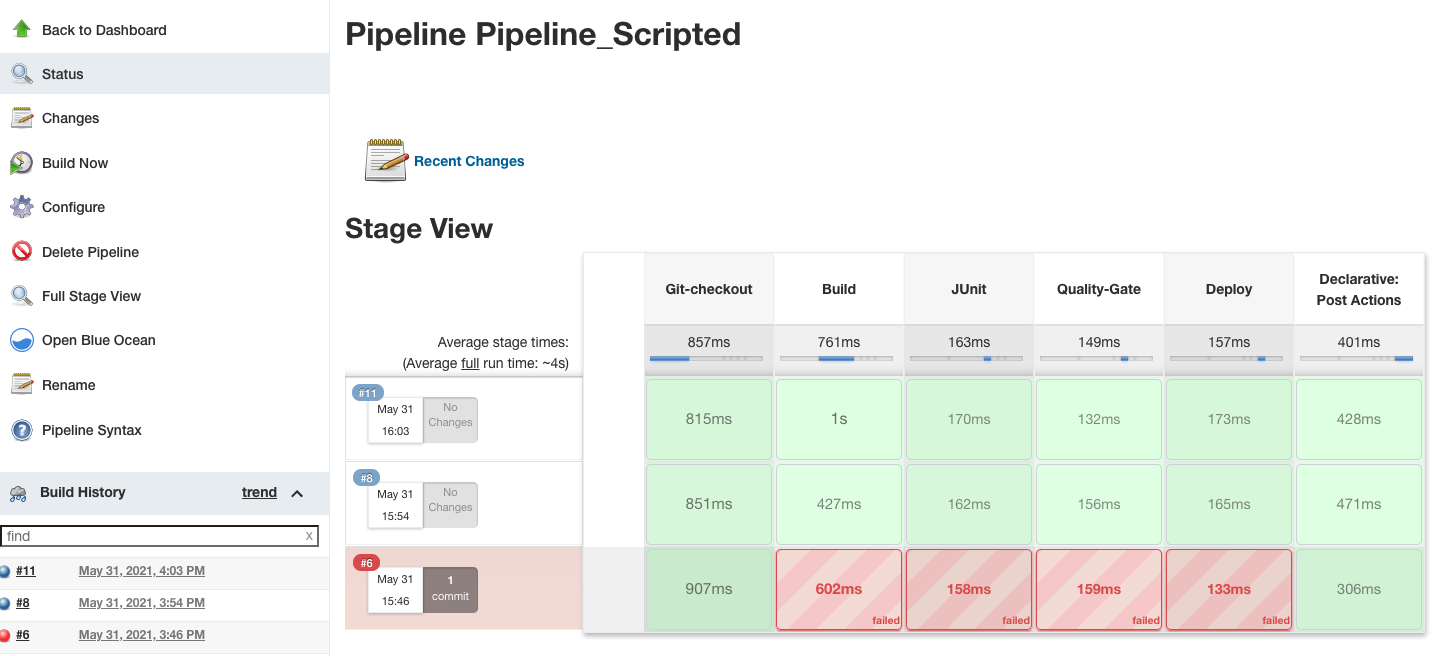 Back to Dashboard
Status
Changes
Build Now
Configure
Delete Pipeline
Full Stage View
Open Blue Ocean
Rename
Pipeline Syntax
Build History trend
find x
#11 May 31, 2021, 4:03 PM
#8 May 31, 2021, 3:54 PM
#6 May 31, 2021, 3:46 PM
Pipeline Pipeline_Scripted
Recent Changes
Stage View
Git-checkout Build JUnit Quality-Gate Deploy Declarative:
Post Actions
Average stage times:
(Average full run time: ~4s)
857ms 761ms 163ms 149ms 157ms 401ms
#11
May 31
16:03
No
Changes
815ms 1s 170ms 132ms 173ms 428ms
#8
May 31
15:54
No
Changes
851ms 427ms 162ms 156ms 165ms 471ms
#6
May 31
15:46
1
commit
907ms 602ms 158ms 159ms 133ms 306ms
failed failed failed failed